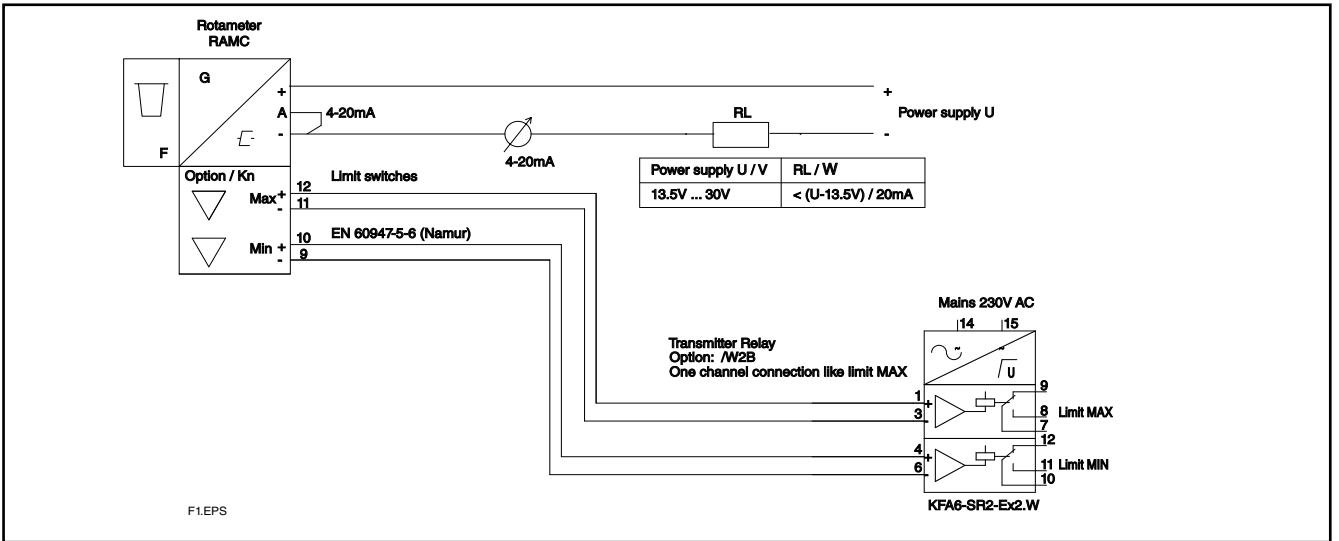 Rotameter
RAMC
G
F
+
A
-
4-20mA
4-20mA
RL
+
-
Power supply U
Power supply U / V RL / W
13.5V ... 30V < (U-13.5V) / 20mA
Option / Kn
Max + 12
- 11
Limit switches
Min + 10
- 9
EN 60947-5-6 (Namur)
Mains 230V AC
14 15
~
U
Transmitter Relay
Option: /W2B
One channel connection like limit MAX
1 +
3 -
9
8 Limit MAX
7
4 +
6 -
12
11 Limit MIN
10
KFA6-SR2-Ex2.W
F1.EPS